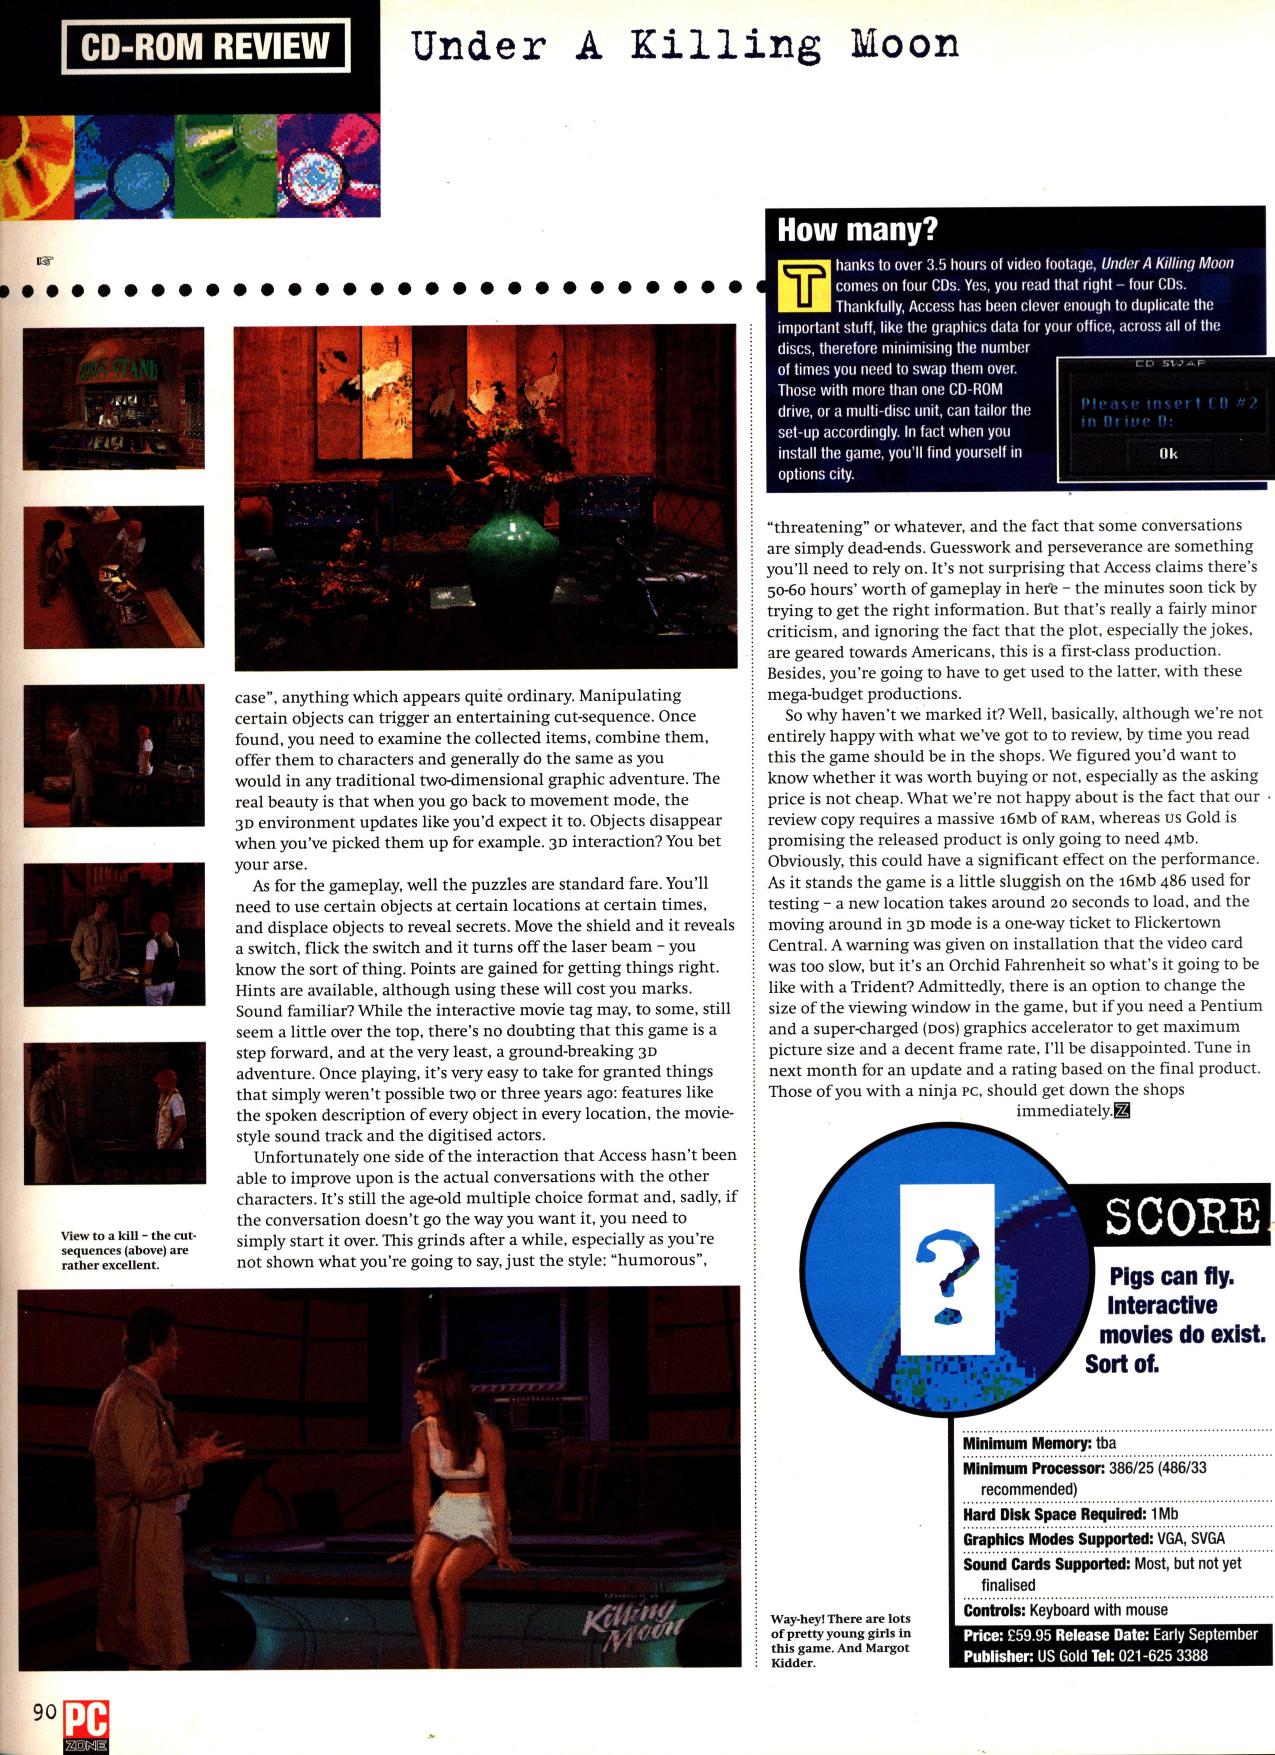 CD-ROM REVIEW
Under A Killing Moon
How many?
Thanks to over 3.5 hours of video footage, Under A Killing Moon
comes on four CDs. Yes, you read that right – four CDs.
Thankfully, Access has been clever enough to duplicate the
important stuff, like the graphics data for your office, across all of the
discs, therefore minimising the number
of times you need to swap them over.
Those with more than one CD-ROM
drive, or a multi-disc unit, can tailor the
set-up accordingly. In fact when you
install the game, you'll find yourself in
options city.
CD SWAP
Please insert CD #2
in Drive D:
Ok
case", anything which appears quite ordinary. Manipulating
certain objects can trigger an entertaining cut-sequence. Once
found, you need to examine the collected items, combine them,
offer them to characters and generally do the same as you
would in any traditional two-dimensional graphic adventure. The
real beauty is that when you go back to movement mode, the
3D environment updates like you'd expect it to. Objects disappear
when you've picked them up for example. 3D interaction? You bet
your arse.
As for the gameplay, well the puzzles are standard fare. You'll
need to use certain objects at certain locations at certain times,
and displace objects to reveal secrets. Move the shield and it reveals
a switch, flick the switch and it turns off the laser beam – you
know the sort of thing. Points are gained for getting things right.
Hints are available, although using these will cost you marks.
Sound familiar? While the interactive movie tag may, to some, still
seem a little over the top, there's no doubting that this game is a
step forward, and at the very least, a ground-breaking 3D
adventure. Once playing, it's very easy to take for granted things
that simply weren't possible two or three years ago: features like
the spoken description of every object in every location, the movie-
style sound track and the digitised actors.
Unfortunately one side of the interaction that Access hasn't been
able to improve upon is the actual conversations with the other
characters. It's still the age-old multiple choice format and, sadly, if
the conversation doesn't go the way you want it, you need to
simply start it over. This grinds after a while, especially as you're
not shown what you're going to say, just the style: "humorous",
"threatening" or whatever, and the fact that some conversations
are simply dead-ends. Guesswork and perseverance are something
you'll need to rely on. It's not surprising that Access claims there's
50-60 hours' worth of gameplay in here – the minutes soon tick by
trying to get the right information. But that's really a fairly minor
criticism, and ignoring the fact that the plot, especially the jokes,
are geared towards Americans, this is a first-class production.
Besides, you're going to have to get used to the latter, with these
mega-budget productions.
So why haven't we marked it? Well, basically, although we're not
entirely happy with what we've got to to review, by time you read
this the game should be in the shops. We figured you'd want to
know whether it was worth buying or not, especially as the asking
price is not cheap. What we're not happy about is the fact that our
review copy requires a massive 16Mb of RAM, whereas US Gold is
promising the released product is only going to need 4Mb.
Obviously, this could have a significant effect on the performance.
As it stands the game is a little sluggish on the 16Mb 486 used for
testing – a new location takes around 20 seconds to load, and the
moving around in 3D mode is a one-way ticket to Flickertown
Central. A warning was given on installation that the video card
was too slow, but it's an Orchid Fahrenheit so what's it going to be
like with a Trident? Admittedly, there is an option to change the
size of the viewing window in the game, but if you need a Pentium
and a super-charged (DOS) graphics accelerator to get maximum
picture size and a decent frame rate, I'll be disappointed. Tune in
next month for an update and a rating based on the final product.
Those of you with a ninja PC, should get down the shops
immediately. Z
View to a kill – the cut-
sequences (above) are
rather excellent.
Killing
Moon
Way-hey! There are lots
of pretty young girls in
this game. And Margot
Kidder.
?
SCORE
Pigs can fly.
Interactive
movies do exist.
Sort of.
Minimum Memory: tba
Minimum Processor: 386/25 (486/33
recommended)
Hard Disk Space Required: 1Mb
Graphics Modes Supported: VGA, SVGA
Sound Cards Supported: Most, but not yet
finalised
Controls: Keyboard with mouse
Price: £59.95 Release Date: Early September
Publisher: US Gold Tel: 021-625 3388
90 PC
ZONE